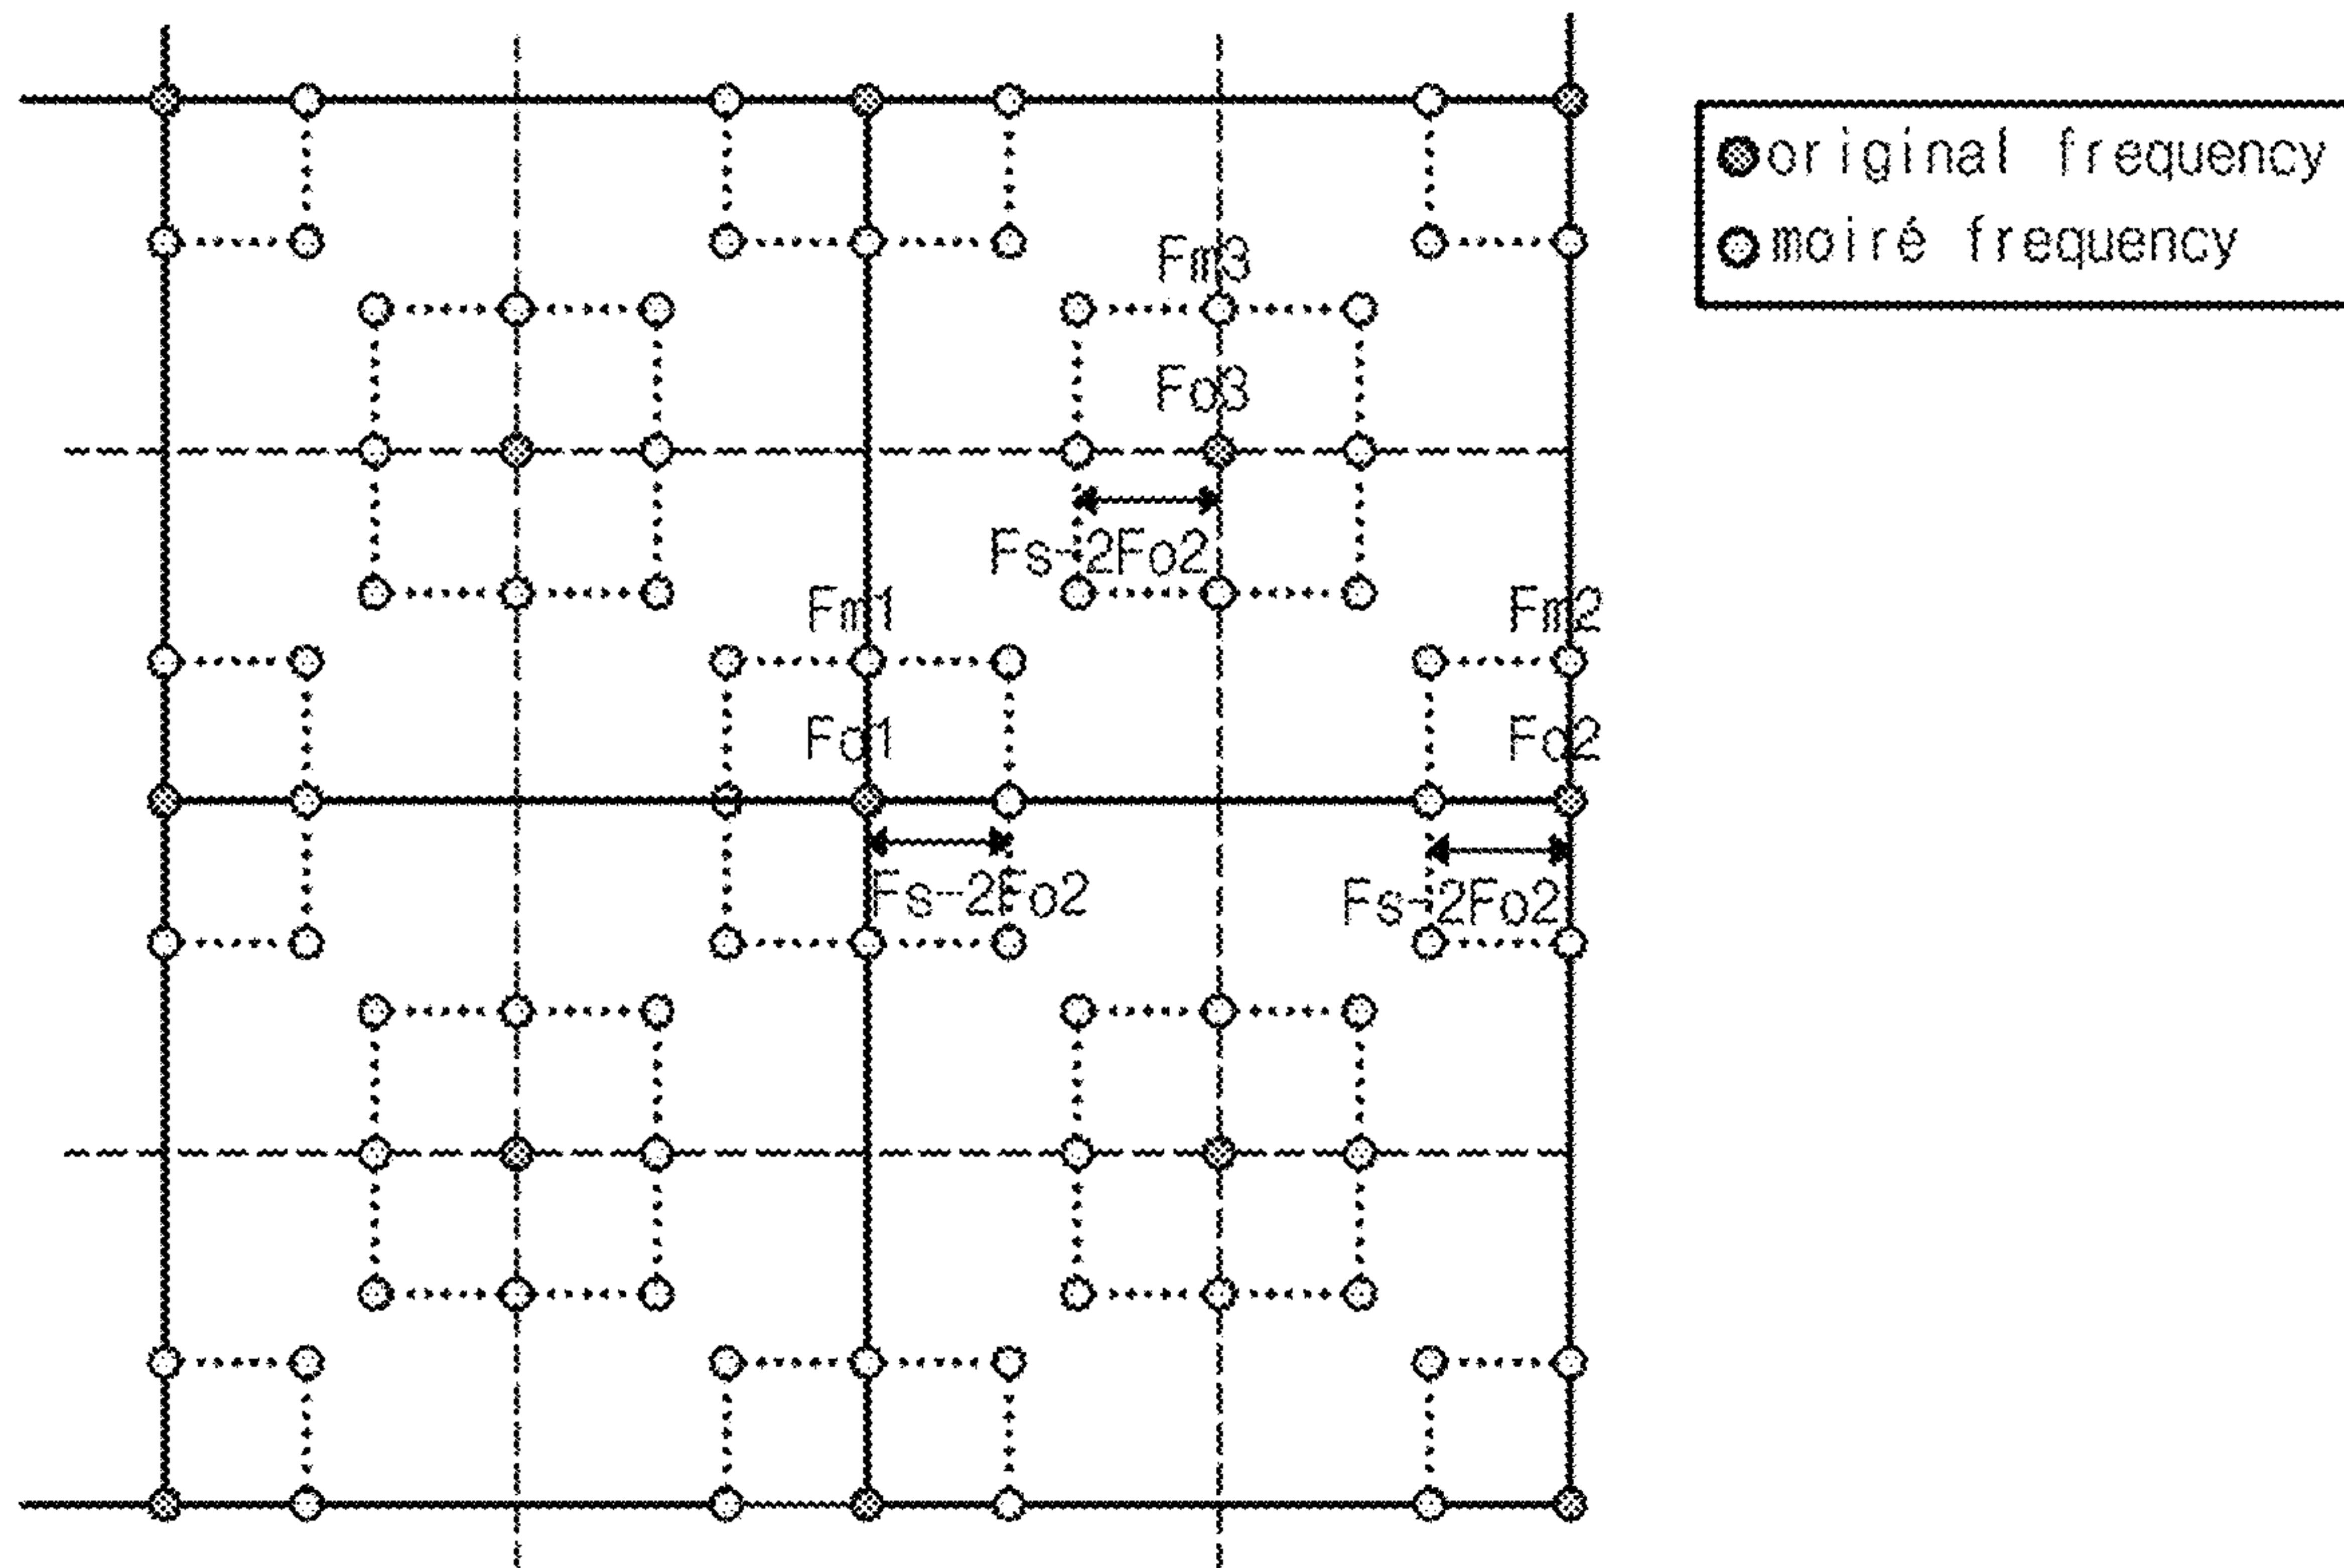 original frequency
moiré frequency
Fm3
Fo3
Fs-2Fo2
Fm1
Fm2
Fo1
Fo2
Fs-2Fo2
Fs-2Fo2